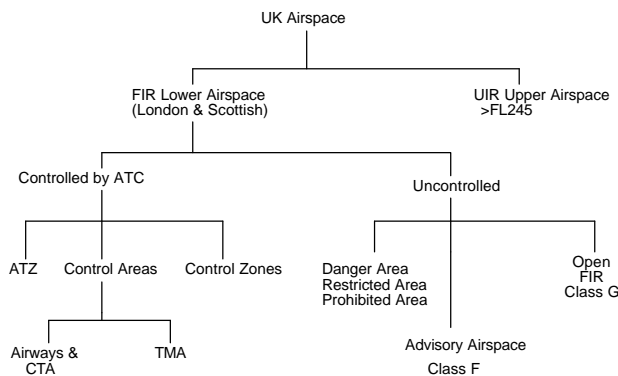 UK Airspace
FIR Lower Airspace
(London & Scottish)
UIR Upper Airspace
>FL245
Controlled by ATC
Uncontrolled
ATZ
Control Areas
Control Zones
Danger Area
Restricted Area
Prohibited Area
Open
FIR
Class G
Airways &
CTA
TMA
Advisory Airspace
Class F